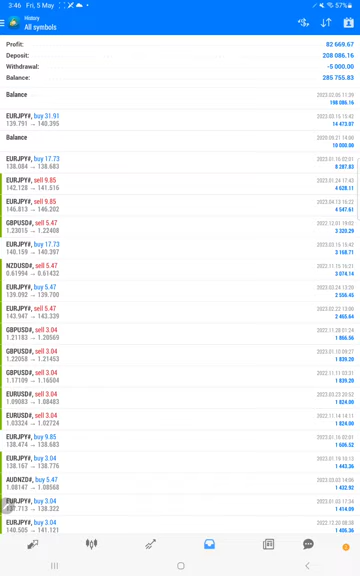 3:46 Fri, 5 May 57%
History
All symbols
Profit: 82 669.67
Deposit: 208 086.16
Withdrawal: -5 000.00
Balance: 285 755.83
Balance 2023.02.05 11:39
198 086.16
EURJPY#, buy 31.91 2023.03.15 15:42
139.791 → 140.395 14 473.07
Balance 2020.09.21 14:00
10 000.00
EURJPY#, buy 17.73 2023.01.16 02:01
138.084 → 138.683 8 287.83
EURJPY#, sell 9.85 2023.01.24 17:43
142.128 → 141.516 4 628.11
EURJPY#, sell 9.85 2023.04.13 16:22
146.813 → 146.202 4 547.61
GBPUSD#, sell 5.47 2022.12.01 19:02
1.23015 → 1.22408 3 320.29
EURJPY#, buy 17.73 2023.03.15 15:42
140.159 → 140.397 3 168.71
NZDUSD#, sell 5.47 2022.11.15 16:21
0.61994 → 0.61432 3 074.14
EURJPY#, buy 5.47 2023.03.24 13:20
139.092 → 139.700 2 556.45
EURJPY#, sell 5.47 2023.02.22 13:00
143.947 → 143.339 2 465.64
GBPUSD#, sell 3.04 2022.11.28 01:24
1.21183 → 1.20569 1 866.56
GBPUSD#, sell 3.04 2023.01.10 09:27
1.22058 → 1.21453 1 839.20
GBPUSD#, sell 3.04 2022.11.11 03:31
1.17109 → 1.16504 1 839.20
EURUSD#, sell 3.04 2023.03.23 20:03
1.09083 → 1.08483 1 824.00
EURUSD#, sell 3.04 2022.11.14 14:11
1.03324 → 1.02724 1 824.00
EURJPY#, buy 9.85 2023.01.16 02:01
138.474 → 138.683 1 606.52
EURJPY#, buy 3.04 2023.01.19 14:13
138.167 → 138.776 1 443.26
AUDNZD#, buy 5.47 2023.03.03 14:06
1.08147 → 1.08568 1 432.92
EURJPY#, buy 3.04 2023.01.03 17:34
137.713 → 138.322 1 414.09
EURJPY#, buy 3.04 2022.12.20 08:38
140.505 → 141.121 1 406.36